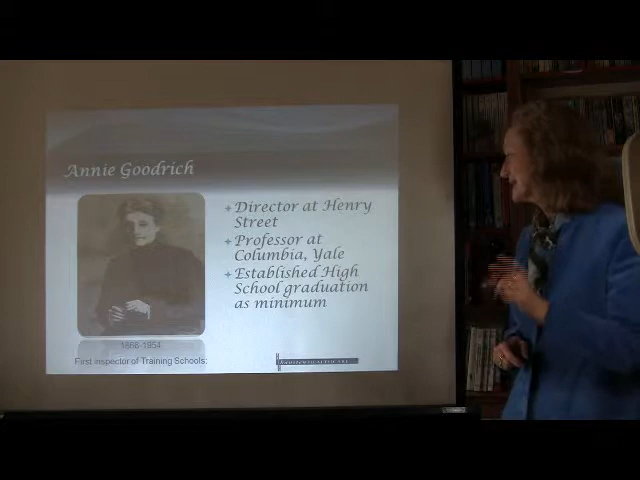 Annie Goodrich
+ Director at Henry
Street
+ Professor at
Columbia, Yale
+ Established High
School graduation
as minimum
1868-1954
First inspector of Training Schools: